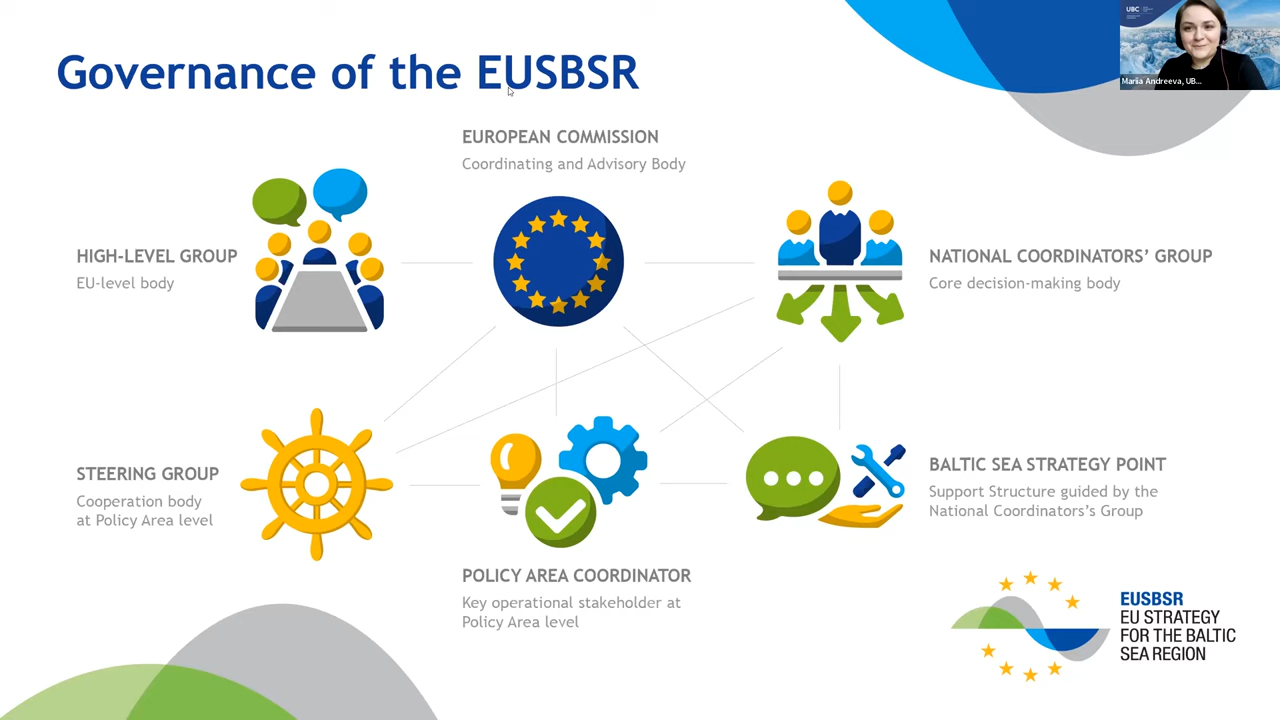 Governance of the EUSBSR
UBC
Mariia Andreeva, UB...
EUROPEAN COMMISSION
Coordinating and Advisory Body
HIGH-LEVEL GROUP
EU-level body
NATIONAL COORDINATORS' GROUP
Core decision-making body
STEERING GROUP
Cooperation body
at Policy Area level
BALTIC SEA STRATEGY POINT
Support Structure guided by the
National Coordinators's Group
POLICY AREA COORDINATOR
Key operational stakeholder at
Policy Area level
EUSBSR
EU STRATEGY
FOR THE BALTIC
SEA REGION